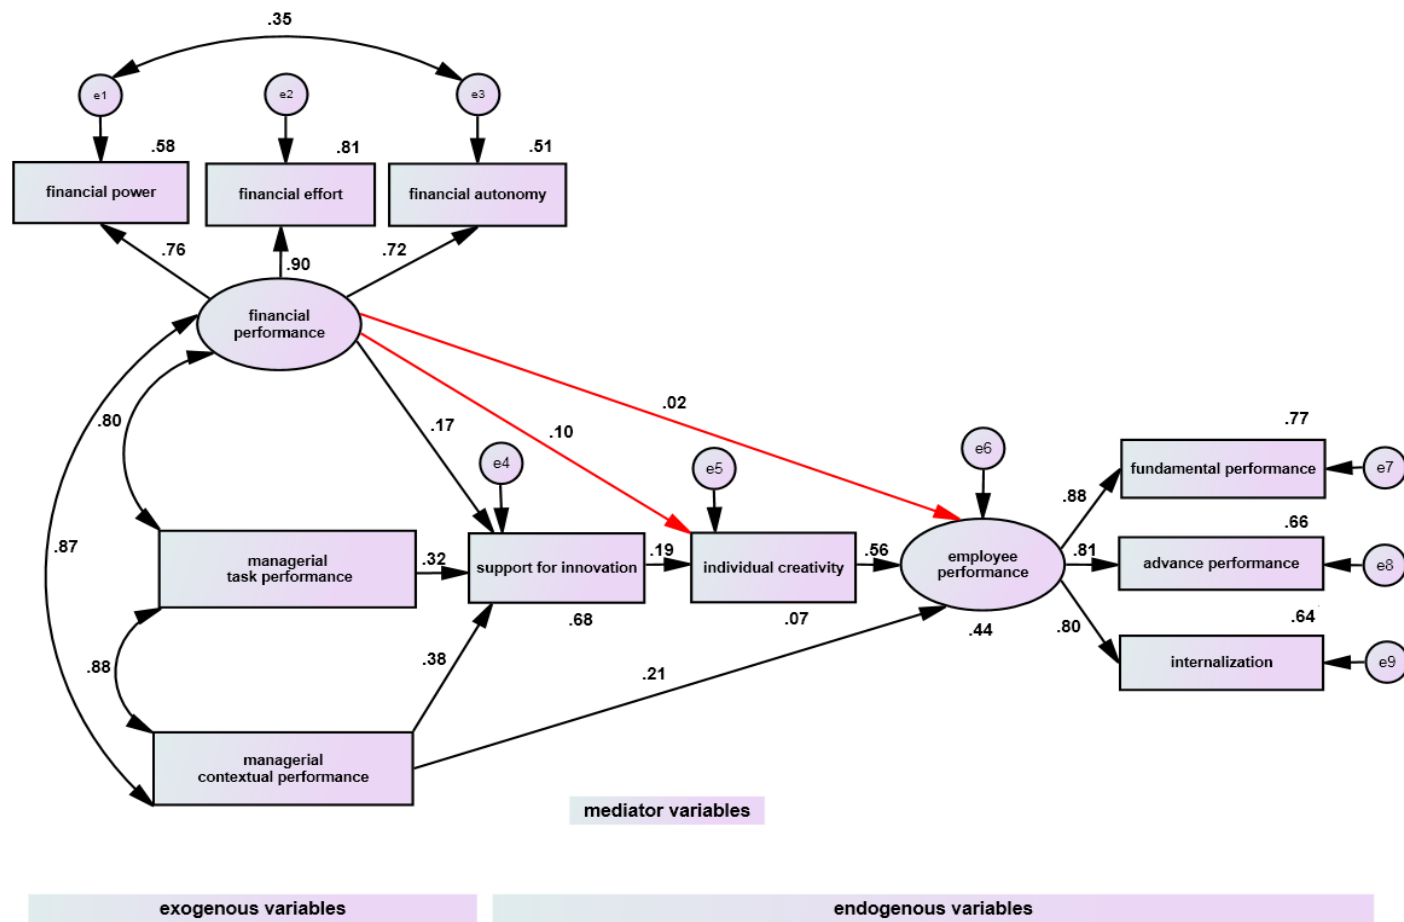 .35
e1
e2
e3
.58
.81
.51
financial power
financial effort
financial autonomy
.76
.90
.72
financial
performance
.80
.17
.10
.02
.87
e4
e5
e6
.77
fundamental performance
e7
.88
managerial
task performance
.32
support for innovation
.19
individual creativity
.56
employee
performance
.81
.66
advance performance
e8
.68
.07
.44
.80
.64
internalization
e9
.88
.38
.21
managerial
contextual performance
mediator variables
exogenous variables
endogenous variables